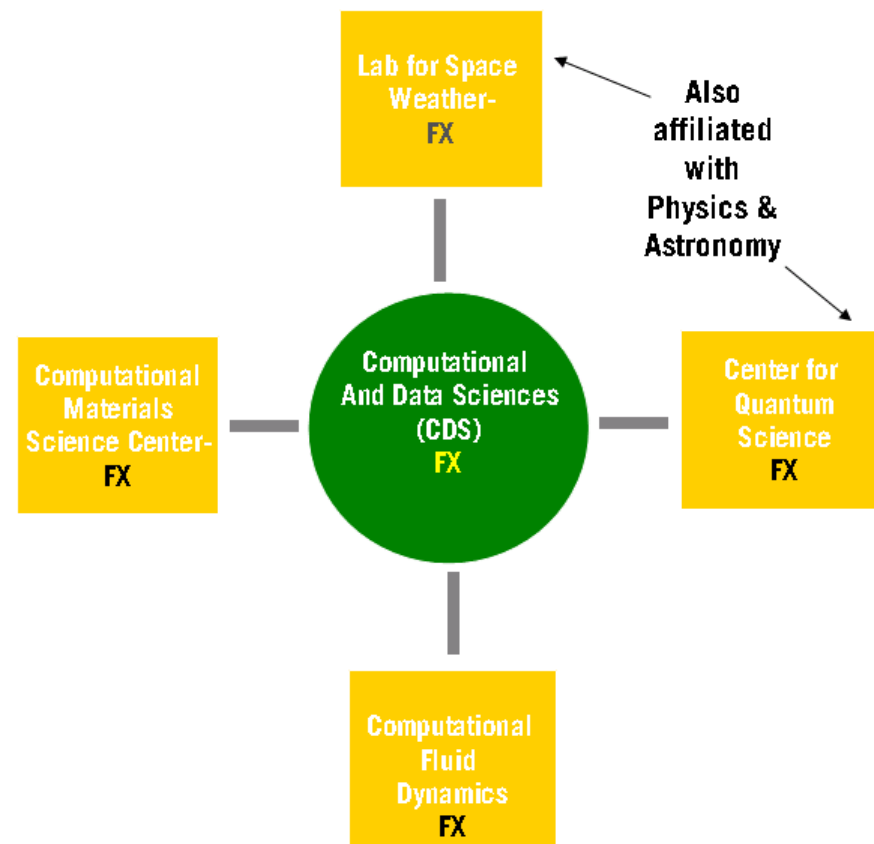 Lab for Space
Weather-
FX
Also
affiliated
with
Physics &
Astronomy
Computational
Materials
Science Center-
FX
Computational
And Data Sciences
(CDS)
FX
Center for
Quantum
Science
FX
Computational
Fluid
Dynamics
FX